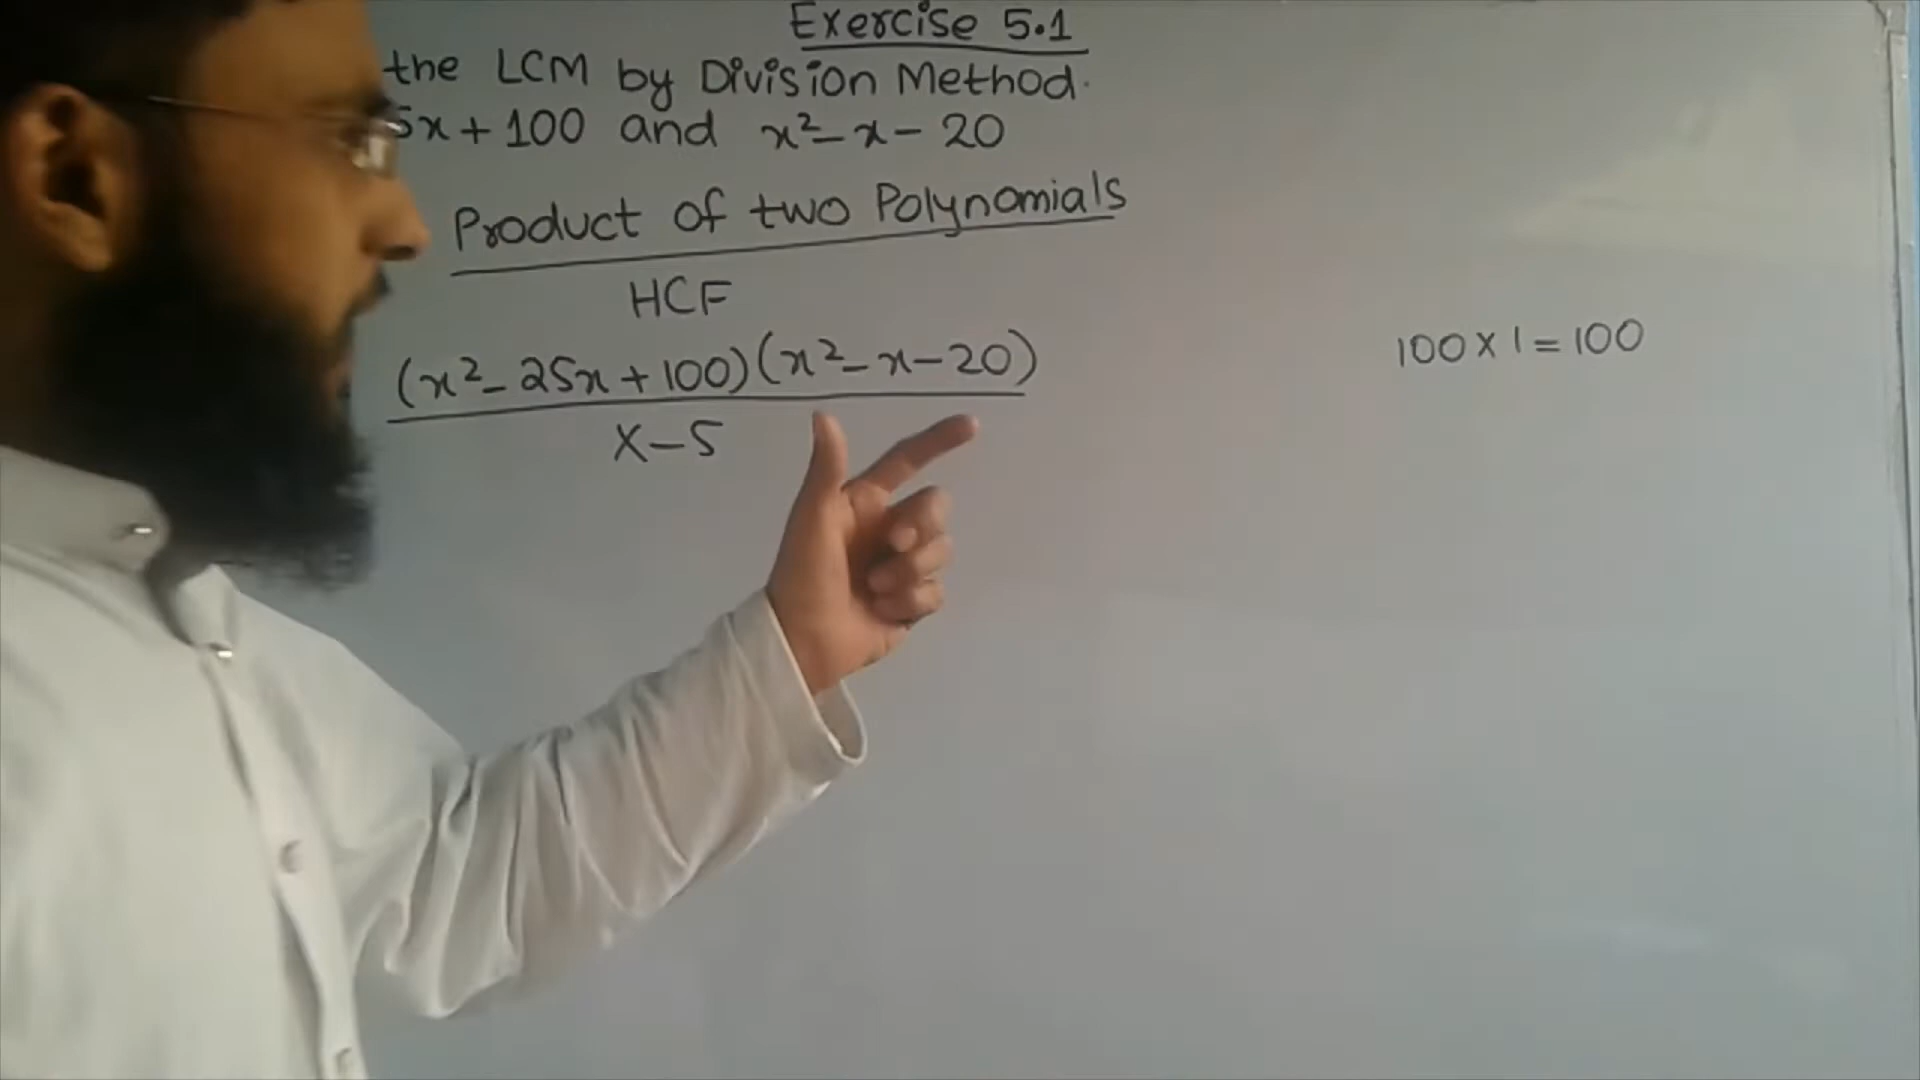 Exercise 5.1
the LCM by Division Method.
5x + 100 and x² - x - 20
Product of two Polynomials
HCF
(x² - 25x + 100)(x² - x - 20)
x - 5
100 x 1 = 100